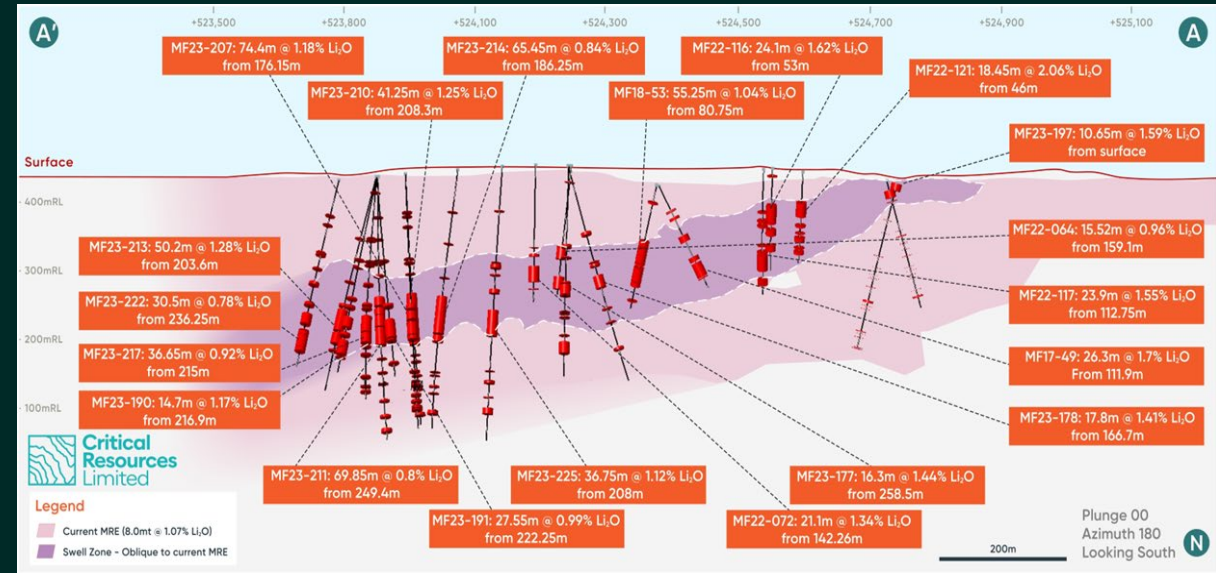 +523,500
+523,800
+524,100
+524,300
+524,500
+524,700
+524,900
+525,100
A'
A
MF23-207: 74.4m @ 1.18% Li₂O
from 176.15m
MF23-214: 65.45m @ 0.84% Li₂O
from 186.25m
MF22-116: 24.1m @ 1.62% Li₂O
from 53m
MF22-121: 18.45m @ 2.06% Li₂O
from 46m
MF23-210: 41.25m @ 1.25% Li₂O
from 208.3m
MF18-53: 55.25m @ 1.04% Li₂O
from 80.75m
MF23-197: 10.65m @ 1.59% Li₂O
from surface
Surface
400mRL
300mRL
200mRL
100mRL
MF23-213: 50.2m @ 1.28% Li₂O
from 203.6m
MF23-222: 30.5m @ 0.78% Li₂O
from 236.25m
MF23-217: 36.65m @ 0.92% Li₂O
from 215m
MF23-190: 14.7m @ 1.17% Li₂O
from 216.9m
MF22-064: 15.52m @ 0.96% Li₂O
from 159.1m
MF22-117: 23.9m @ 1.55% Li₂O
from 112.75m
MF17-49: 26.3m @ 1.7% Li₂O
From 111.9m
MF23-178: 17.8m @ 1.41% Li₂O
from 166.7m
MF23-211: 69.85m @ 0.8% Li₂O
from 249.4m
MF23-225: 36.75m @ 1.12% Li₂O
from 208m
MF23-177: 16.3m @ 1.44% Li₂O
from 258.5m
MF23-191: 27.55m @ 0.99% Li₂O
from 222.25m
MF22-072: 21.1m @ 1.34% Li₂O
from 142.26m
Critical
Resources
Limited
Legend
Current MRE (8.0mt @ 1.07% Li₂O)
Swell Zone - Oblique to current MRE
200m
Plunge 00
Azimuth 180
Looking South
N